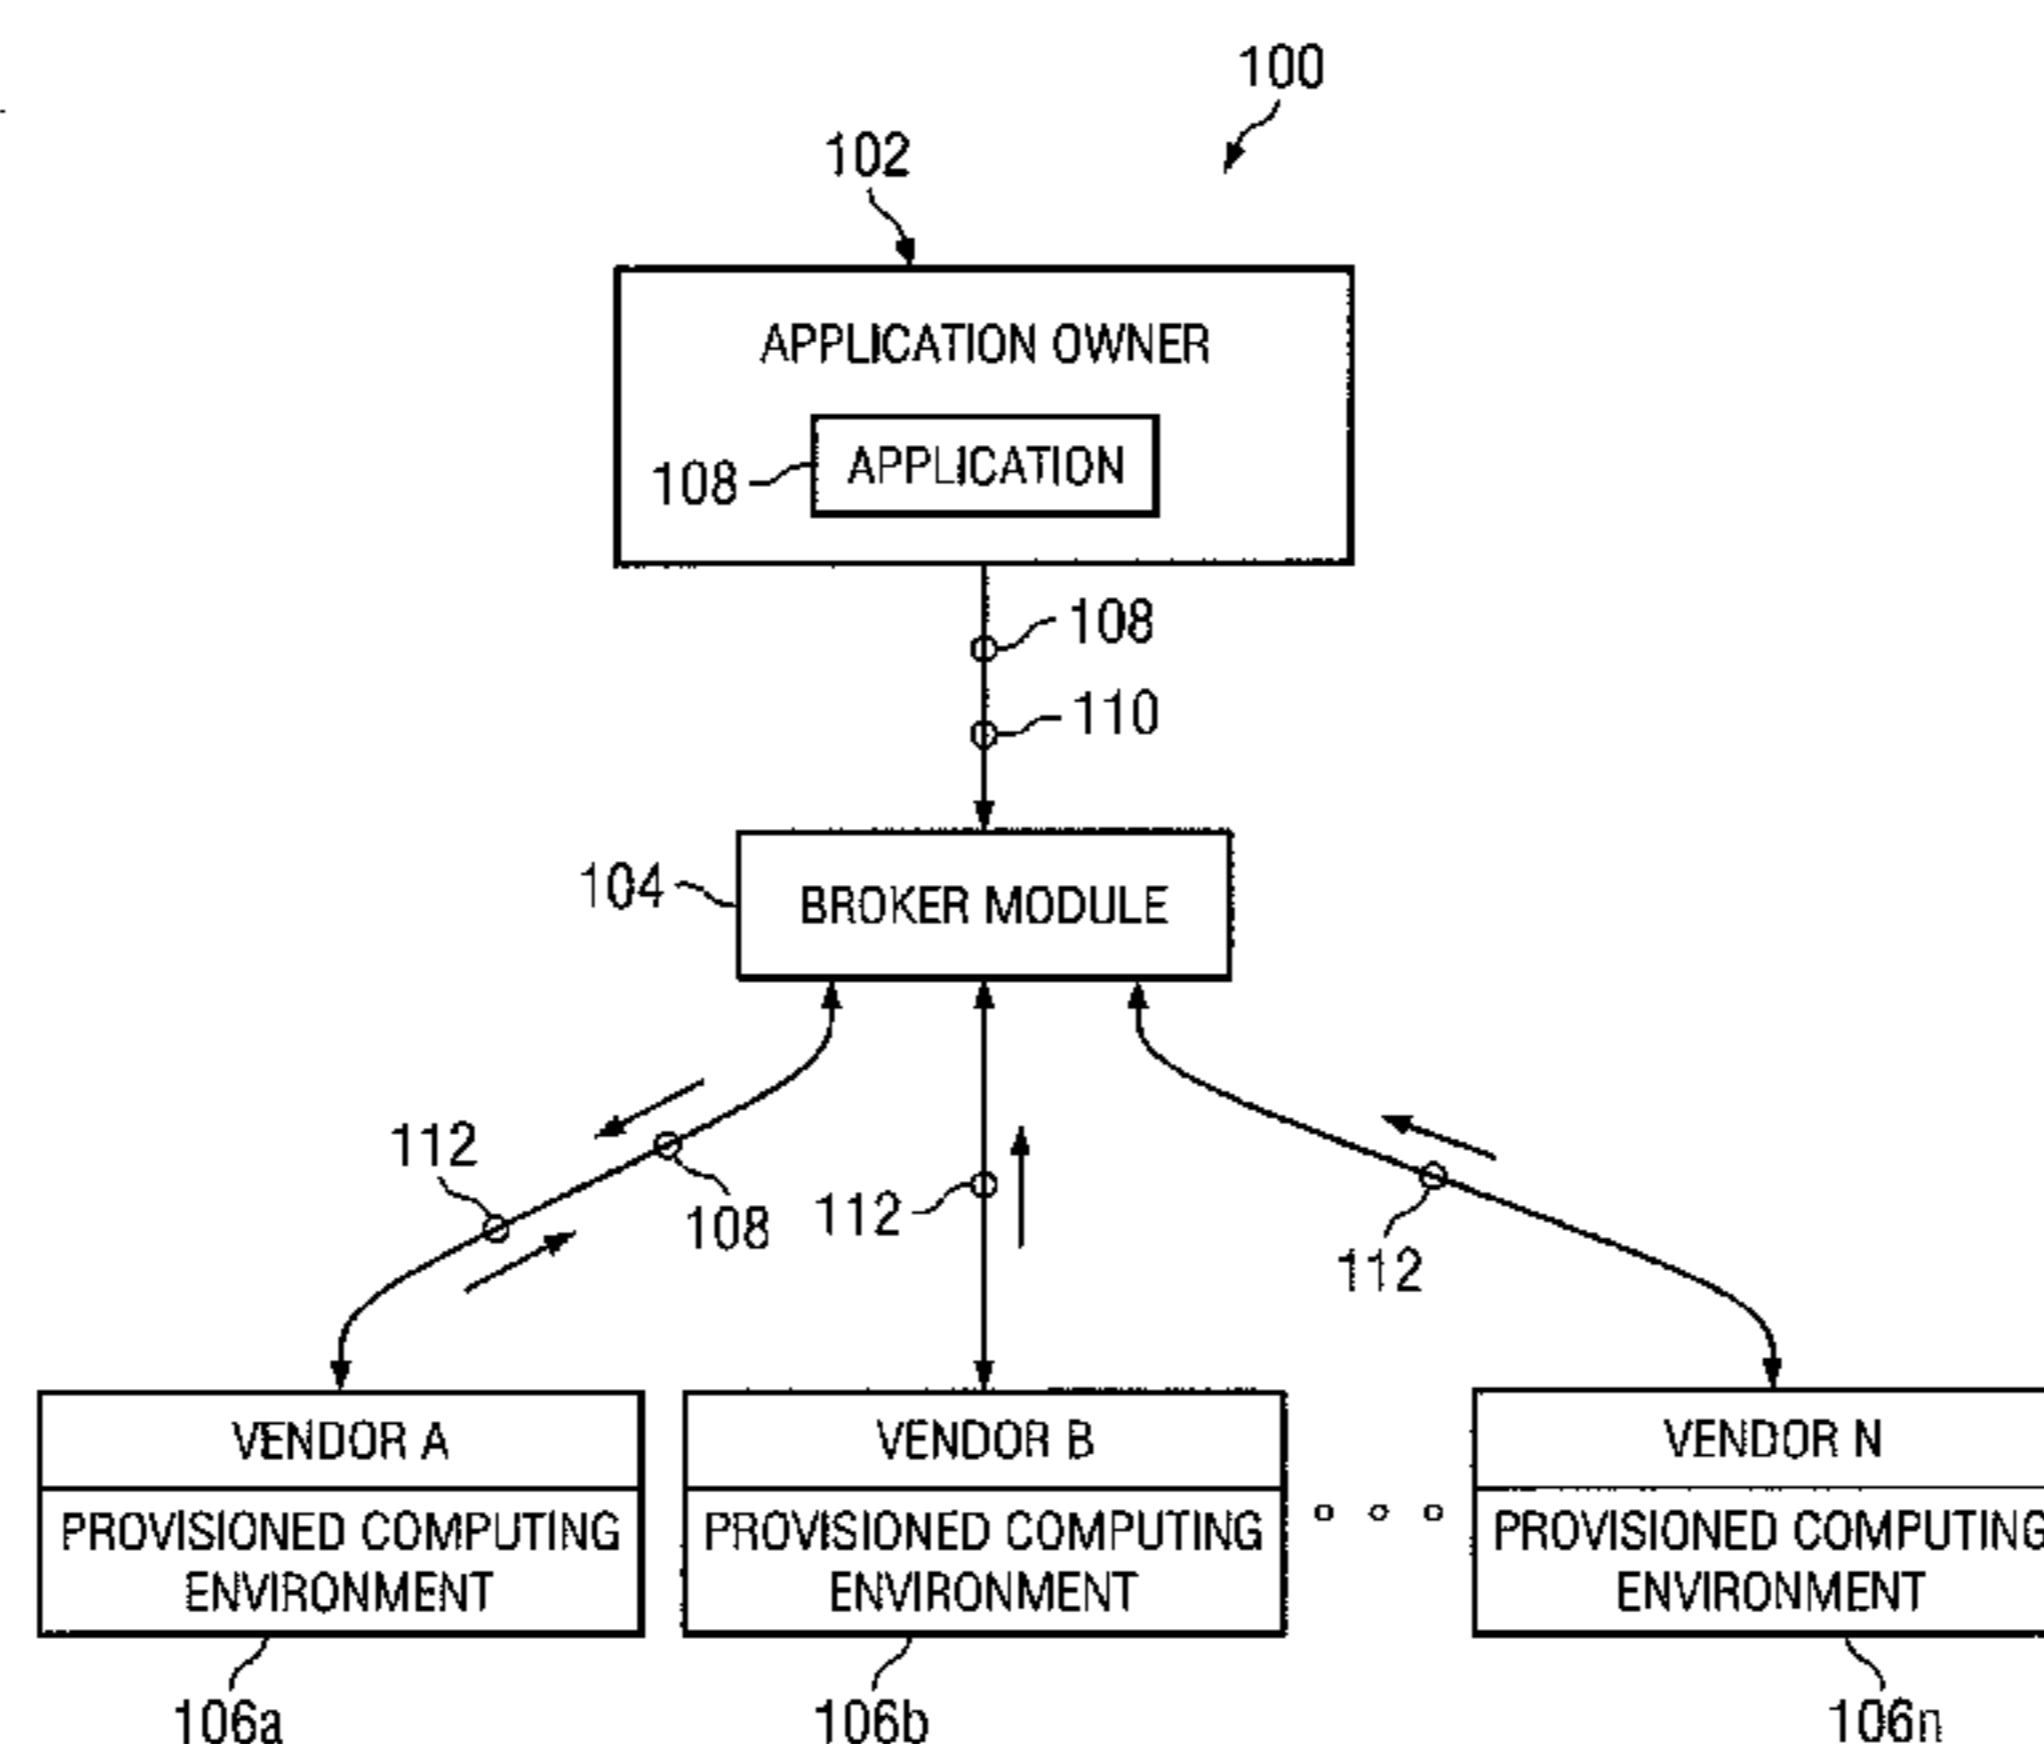 100
102
APPLICATION OWNER
108
APPLICATION
108
110
104
BROKER MODULE
112
108
112
112
VENDOR A
PROVISIONED COMPUTING
ENVIRONMENT
VENDOR B
PROVISIONED COMPUTING
ENVIRONMENT
VENDOR N
PROVISIONED COMPUTING
ENVIRONMENT
106a
106b
106n